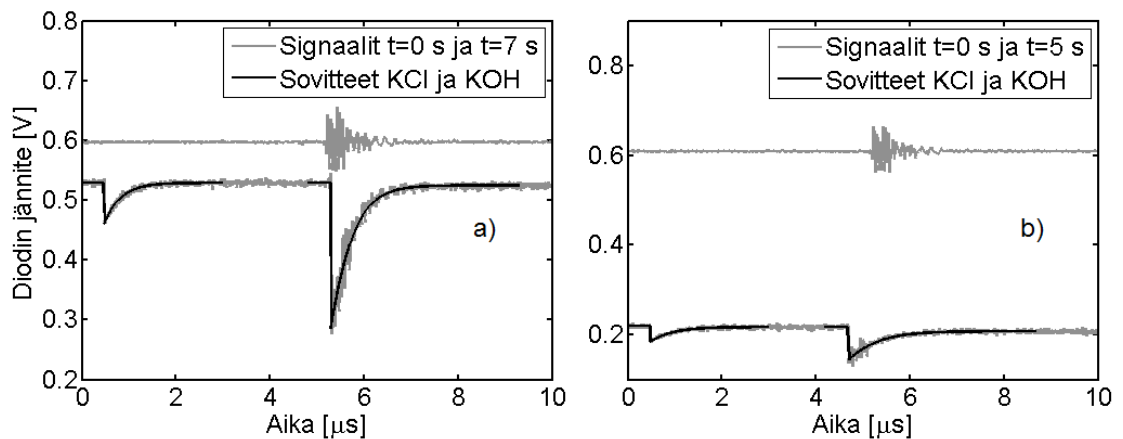 0.8
0.7
0.6
0.5
0.4
0.3
0.2
Diodin jännite [V]
Signaalit t=0 s ja t=7 s
Sovitteet KCl ja KOH
a)
0 2 4 6 8 10
Aika [µs]
0.8
0.6
0.4
0.2
Signaalit t=0 s ja t=5 s
Sovitteet KCl ja KOH
b)
0 2 4 6 8 10
Aika [µs]